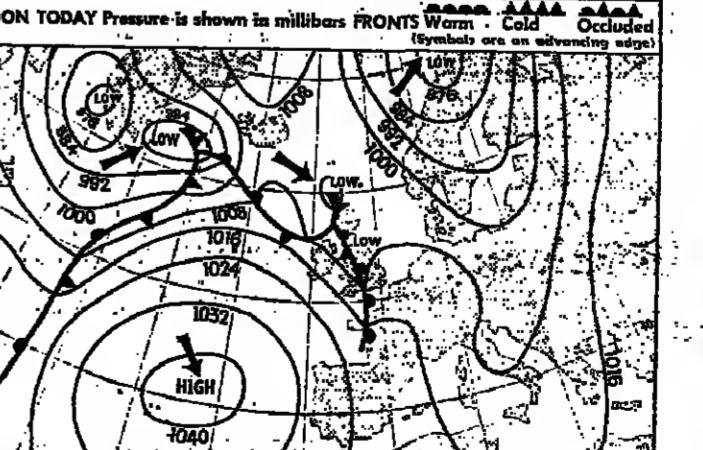 ON TODAY Pressure is shown in millibars FRONTS Warm Cold Occluded
(Symbols are on advancing edge)
LOW
976
984
984
LOW
992
1000
1008
LOW
976
984
992
1000
LOW
LOW
1008
1016
1024
1032
HIGH
1040
1016